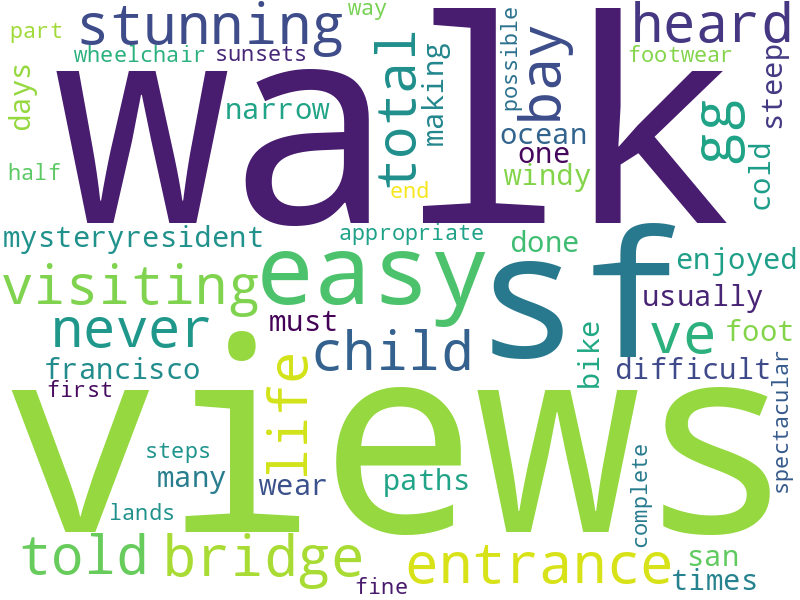 way
part
stunning
heard
wheelchair
sunsets
footwear
walk
days
narrow
total
making
possible
bay
ocean
one
windy
gg
steep
cold
half
end
mysteryresident
appropriate
done
enjoyed
visiting
easy
sf
usually
never
must
child
ve
foot
francisco
first
life
bike
difficult
spectacular
views
steps
many
wear
paths
complete
lands
told
bridge
entrance
san
times
fine